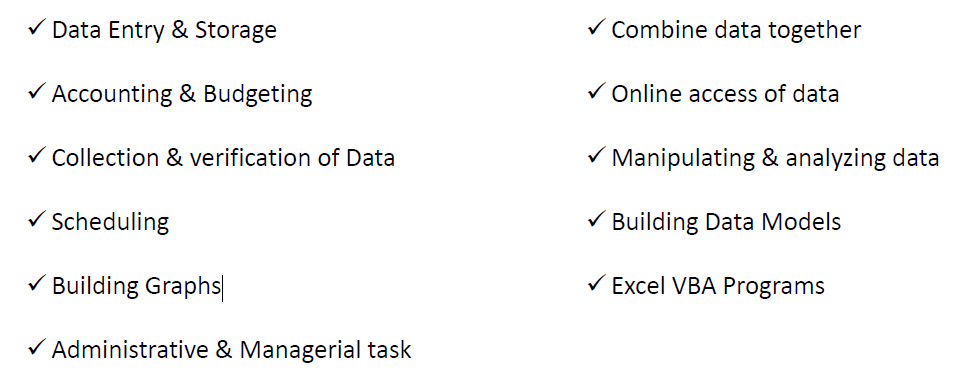 ✓ Data Entry & Storage
✓ Accounting & Budgeting
✓ Collection & verification of Data
✓ Scheduling
✓ Building Graphs
✓ Administrative & Managerial task
✓ Combine data together
✓ Online access of data
✓ Manipulating & analyzing data
✓ Building Data Models
✓ Excel VBA Programs